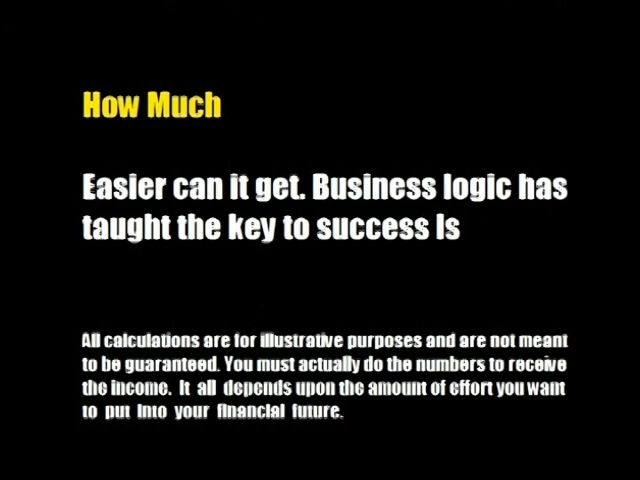 How Much
Easier can it get. Business logic has
taught the key to success Is
All calculations are for illustrative purposes and are not meant
to be guaranteed. You must actually do the numbers to receive
the income. It all depends upon the amount of effort you want
to put into your financial future.